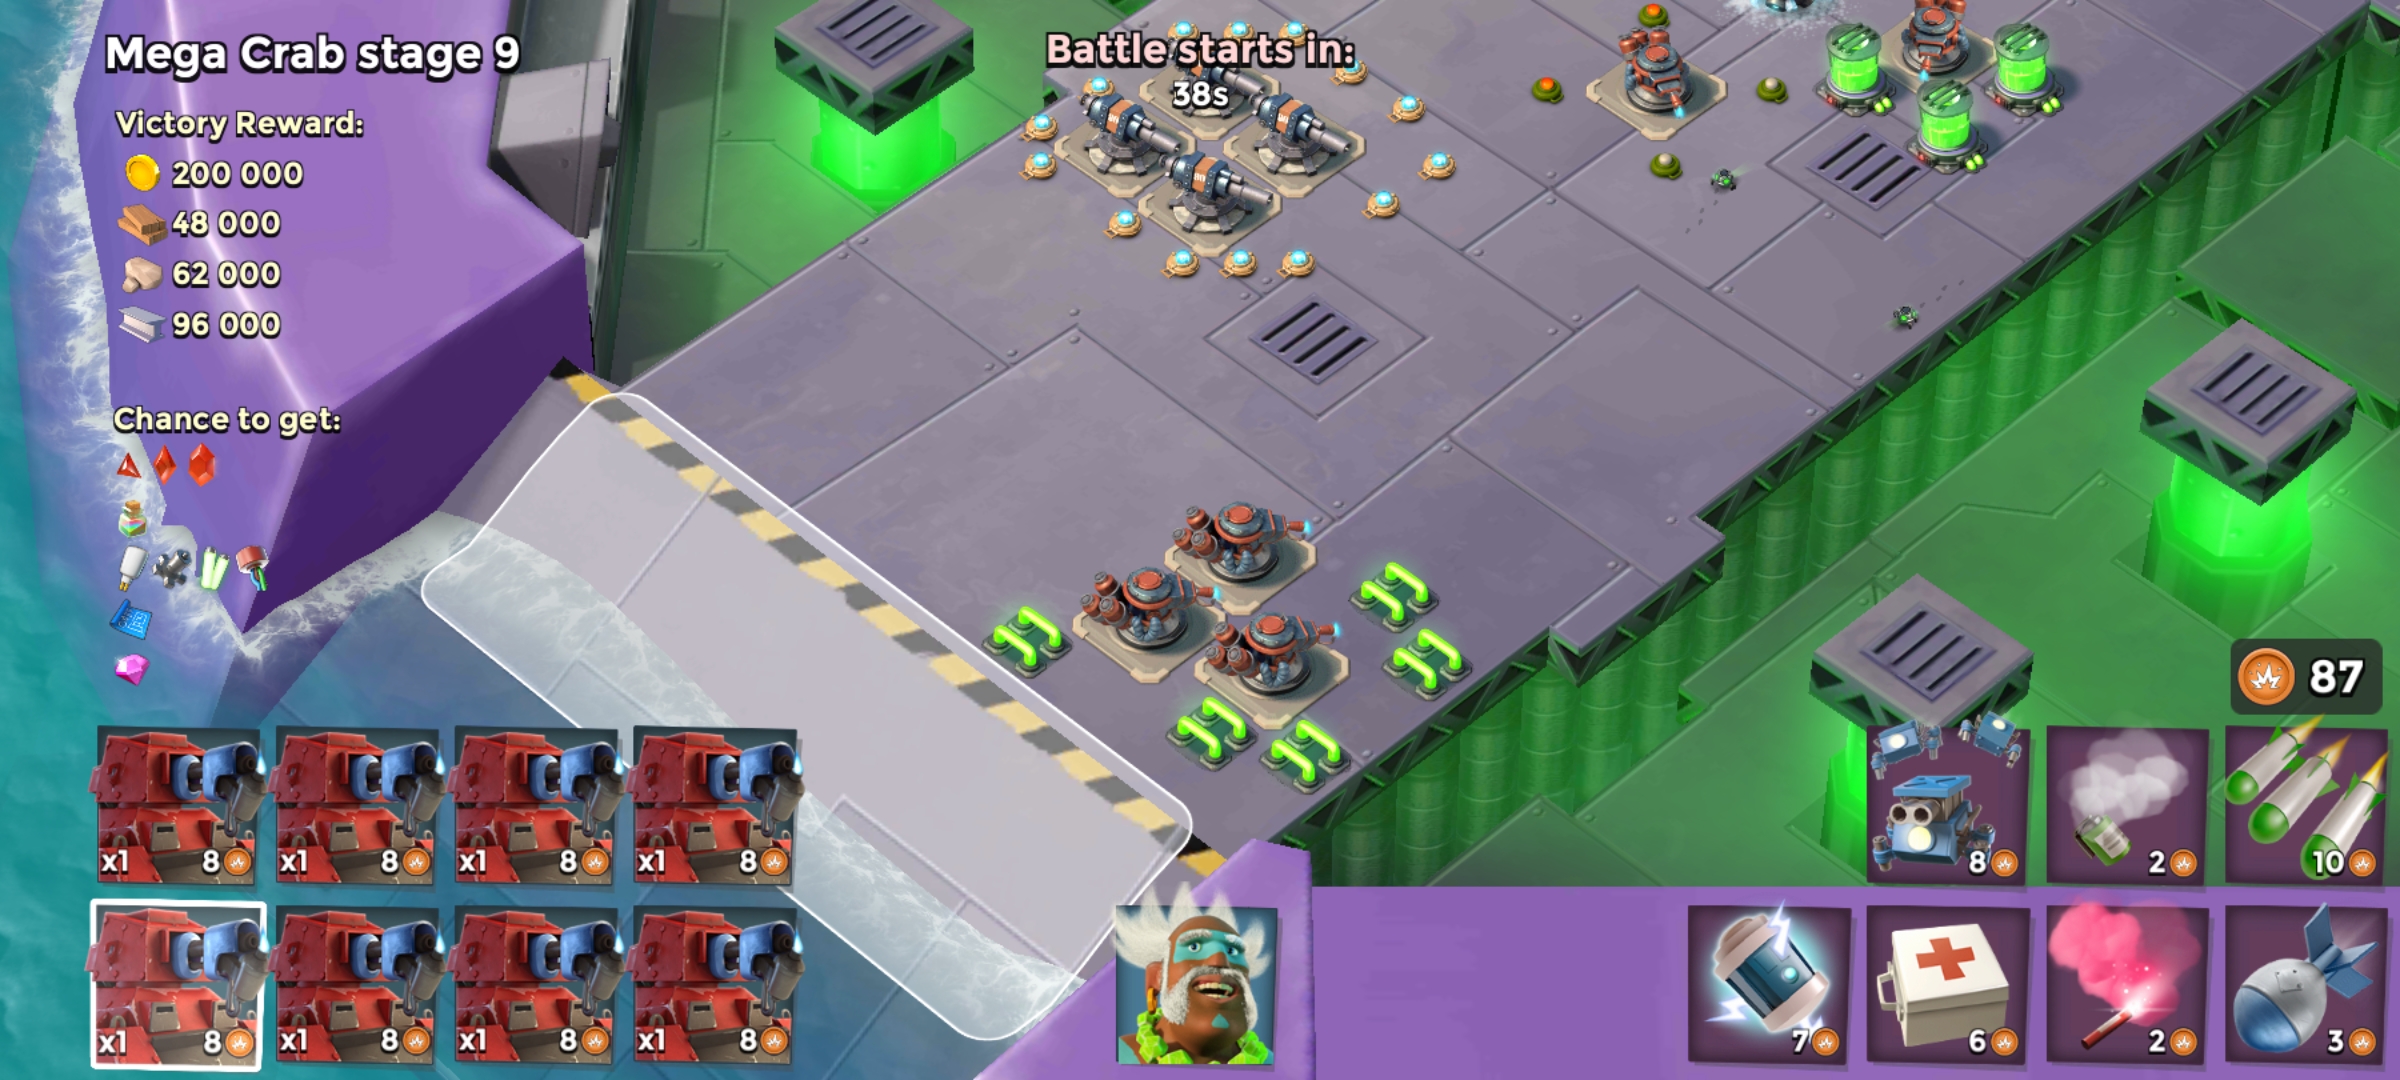 Mega Crab stage 9
Battle starts in:
38s
Victory Reward:
200 000
48 000
62 000
96 000
Chance to get:
87
x1 8
x1 8
x1 8
x1 8
8
2
10
x1 8
x1 8
x1 8
x1 8
7
6
2
3